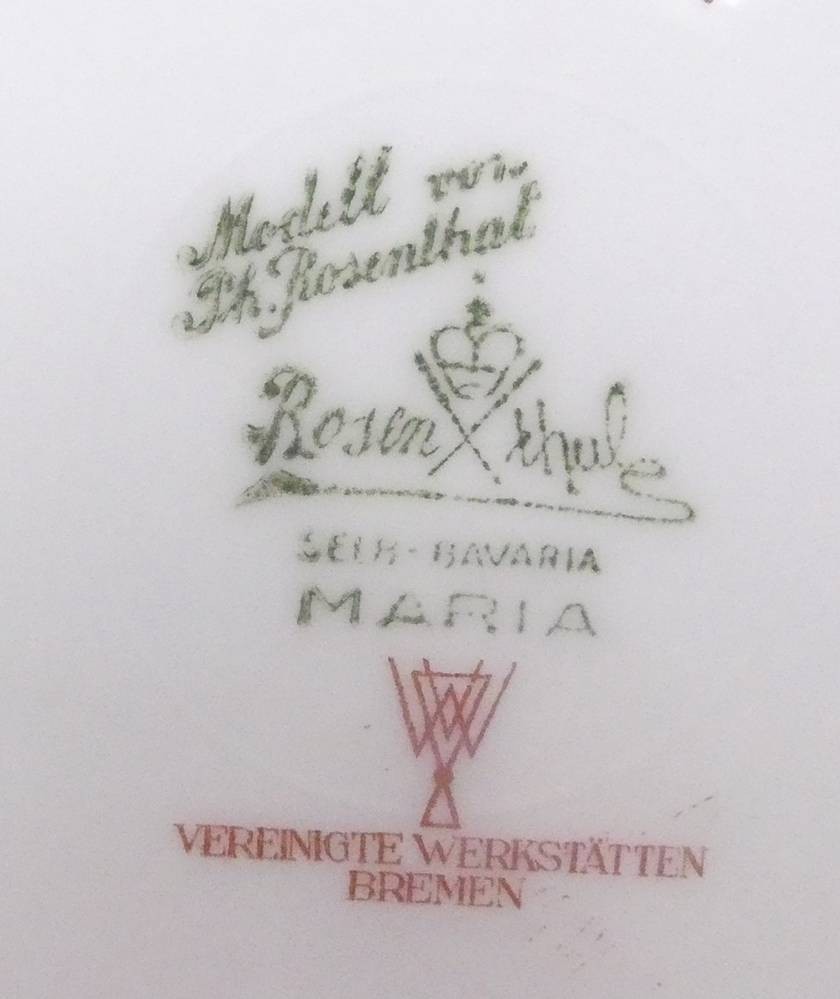 Modell von
Ph. Rosenthal
Rosenthal
SELB-BAVARIA
MARIA
VEREINIGTE WERKSTÄTTEN
BREMEN